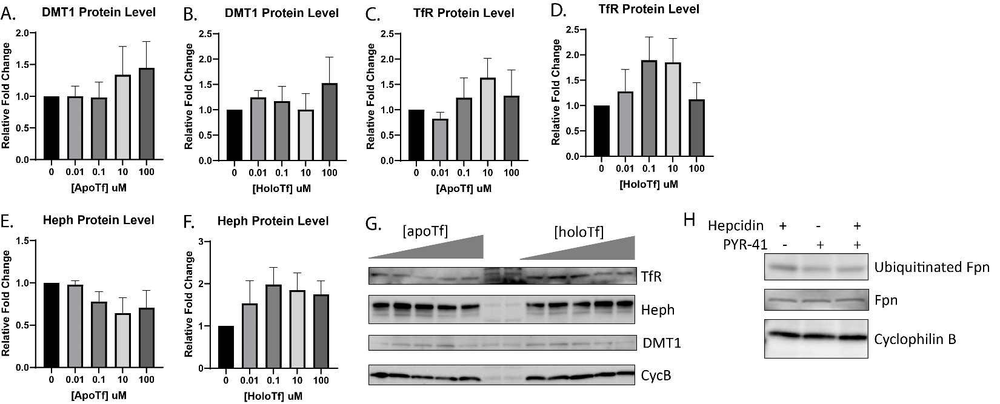 A.
DMT1 Protein Level
Relative Fold Change
2.0
1.5
1.0
0.5
0.0
0 0.01 0.1 10 100
[ApoTf] uM
B.
DMT1 Protein Level
Relative Fold Change
2.5
2.0
1.5
1.0
0.5
0.0
0 0.01 0.1 10 100
[HoloTf] uM
C.
TfR Protein Level
Relative Fold Change
2.5
2.0
1.5
1.0
0.5
0.0
0 0.01 0.1 10 100
[ApoTf] uM
D.
TfR Protein Level
Relative Fold Change
2.5
2.0
1.5
1.0
0.5
0.0
0 0.01 0.1 10 100
[HoloTf] uM
E.
Heph Protein Level
Relative Fold Change
1.5
1.0
0.5
0.0
0 0.01 0.1 10 100
[ApoTf] uM
F.
Heph Protein Level
Relative Fold Change
3
2
1
0
0 0.01 0.1 10 100
[HoloTf] uM
G.
[apoTf] [holoTf]
TfR
Heph
DMT1
CycB
H
Hepcidin + - +
PYR-41 - + +
Ubiquitinated Fpn
Fpn
Cyclophilin B